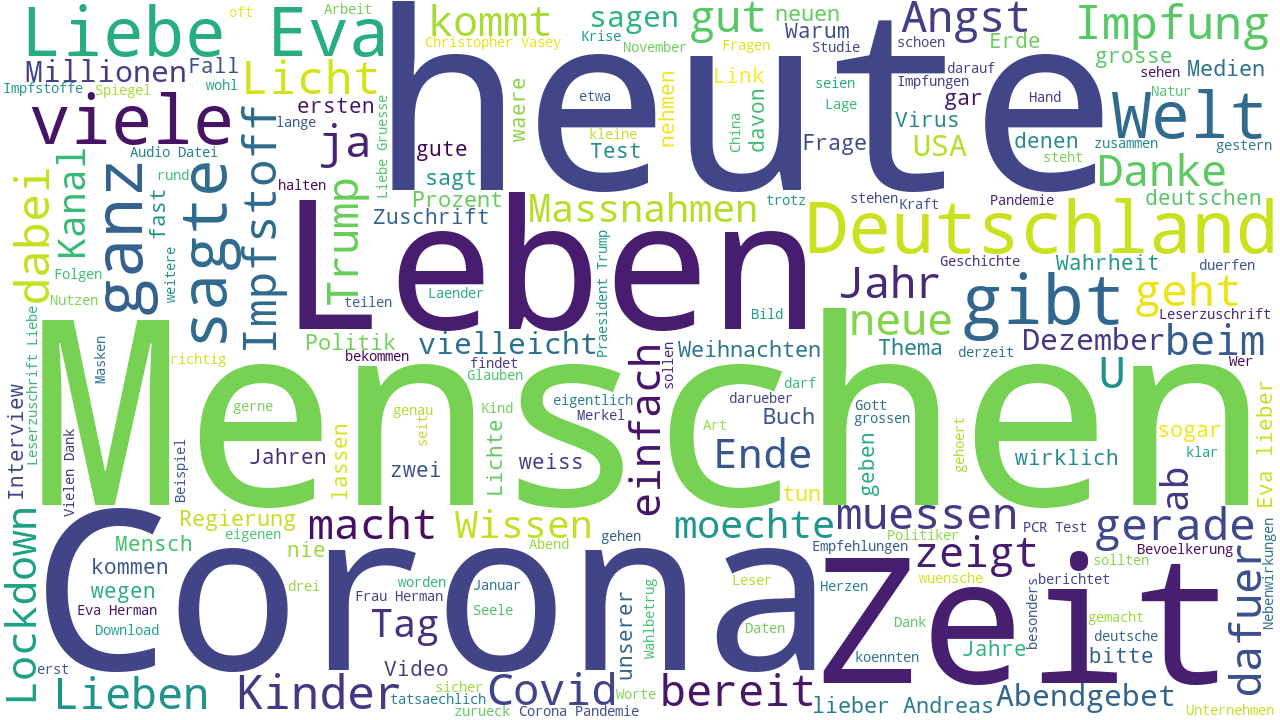 oft
Arbeit
Liebe
Eva
kommt
sagen
gut
neuen
Angst
Impfung
Christopher Vasey
Krise
November
Fragen
Warum
Studie
schoen
Erde
grosse
Millionen
Fall
Licht
Link
seien
Impfungen
darauf
sehen
Medien
Impfstoffe
Spiegel
wohl
ersten
waere
etwa
nehmen
heute
Lage
gar
Hand
Natur
Welt
viele
lange
ja
Liebe Gruesse
kleine
Test
China
davon
Frage
Virus
USA
denen
zusammen
gestern
Audio Datei
gute
steht
Danke
dabei
Kanal
ganz
rund
fast
sagte
Impfstoff
halten
sagt
Prozent
Trump
Zuschrift
Massnahmen
trotz
stehen
Kraft
Pandemie
deutschen
Deutschland
Leben
weitere
Folgen
Nutzen
teilen
Laender
Praesident Trump
Bild
Geschichte
Wahrheit
duerfen
Jahr
gibt
geht
Leserzuschrift
Leserzuschrift Liebe
Masken
richtig
Politik
bekommen
vielleicht
findet
Glauben
einfach
sollen
Weihnachten
neue
Thema
derzeit
Dezember
beim
Wer
U
Menschen
gerne
genau
seit
Kind
eigentlich
Merkel
darueber
darf
Buch
Gott
grossen
Art
gehoert
sogar
klar
Eva lieber
Interview
Vielen Dank
Beispiel
Jahren
lassen
zwei
Lichte
weiss
Ende
tun
geben
wirklich
ab
Lockdown
Regierung
eigenen
macht
Wissen
Abend
gehen
moechte
muessen
Politiker
PCR Test
gerade
Mensch
nie
Empfehlungen
zeigt
Bevoelkerung
sollten
Nebenwirkungen
kommen
wegen
drei
Corona
worden
Januar
Leser
Herzen
wuensche
berichtet
Zeit
dafuer
Eva Herman
Frau Herman
Seele
unserer
Wahlbetrug
Daten
Dank
besonders
gemacht
Download
Tag
deutsche
erst
Video
koennten
Jahre
bitte
Lieben
Kinder
tatsaechlich
sicher
Covid
Worte
bereit
lieber Andreas
Abendgebet
zurueck
Corona Pandemie
Unternehmen